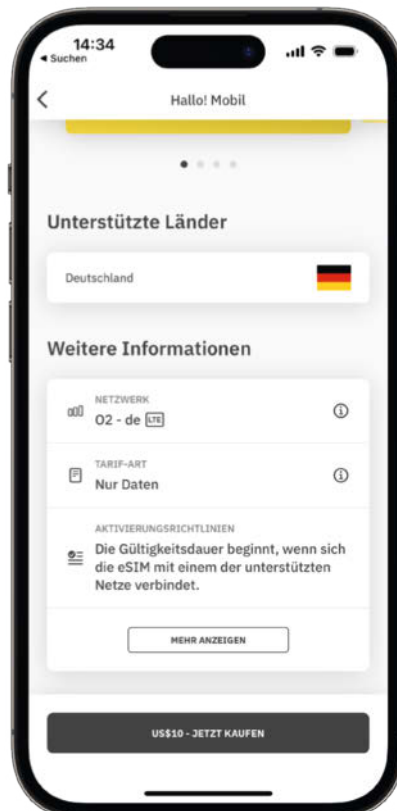 14:34
◀ Suchen
Hallo! Mobil
Unterstützte Länder
Deutschland
Weitere Informationen
NETZWERK
O2 - de LTE
TARIF-ART
Nur Daten
AKTIVIERUNGSRICHTLINIEN
Die Gültigkeitsdauer beginnt, wenn sich
die eSIM mit einem der unterstützten
Netze verbindet.
MEHR ANZEIGEN
US$10 - JETZT KAUFEN